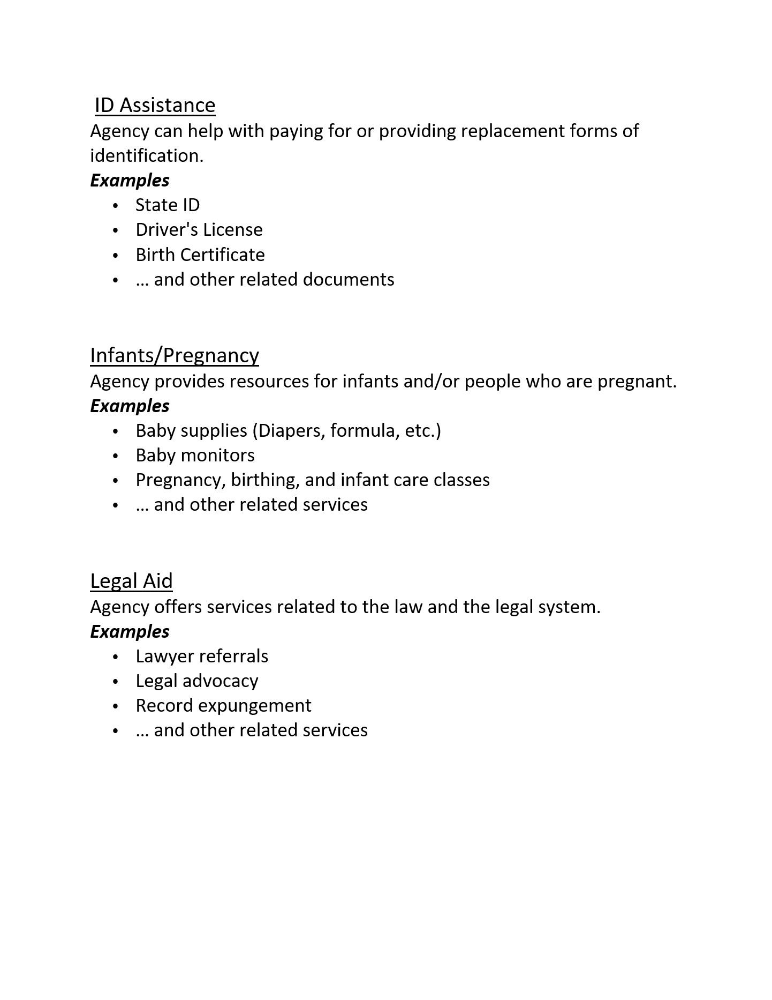 ID Assistance
Agency can help with paying for or providing replacement forms of
identification.
Examples
• State ID
• Driver's License
• Birth Certificate
• ... and other related documents
Infants/Pregnancy
Agency provides resources for infants and/or people who are pregnant.
Examples
• Baby supplies (Diapers, formula, etc.)
• Baby monitors
• Pregnancy, birthing, and infant care classes
• ... and other related services
Legal Aid
Agency offers services related to the law and the legal system.
Examples
• Lawyer referrals
• Legal advocacy
• Record expungement
• ... and other related services